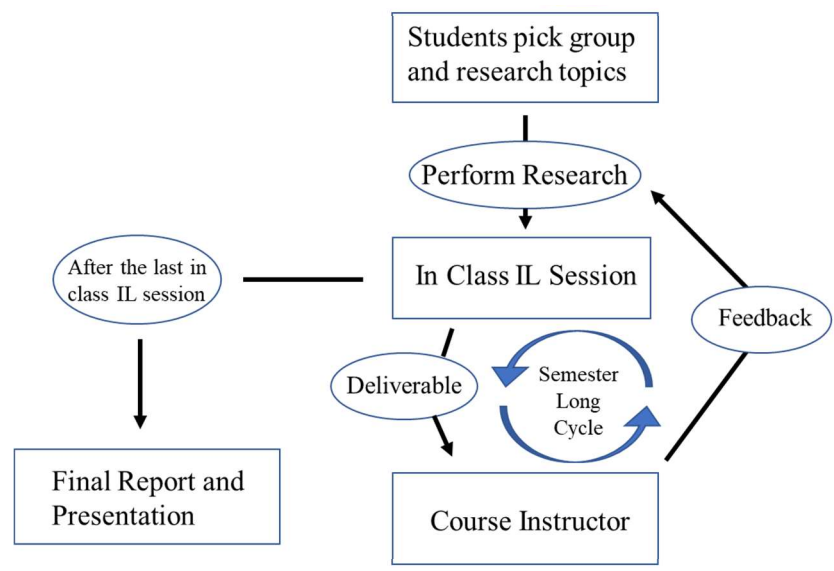 Students pick group
and research topics
Perform Research
In Class IL Session
After the last in
class IL session
Feedback
Deliverable
Semester
Long
Cycle
Final Report and
Presentation
Course Instructor